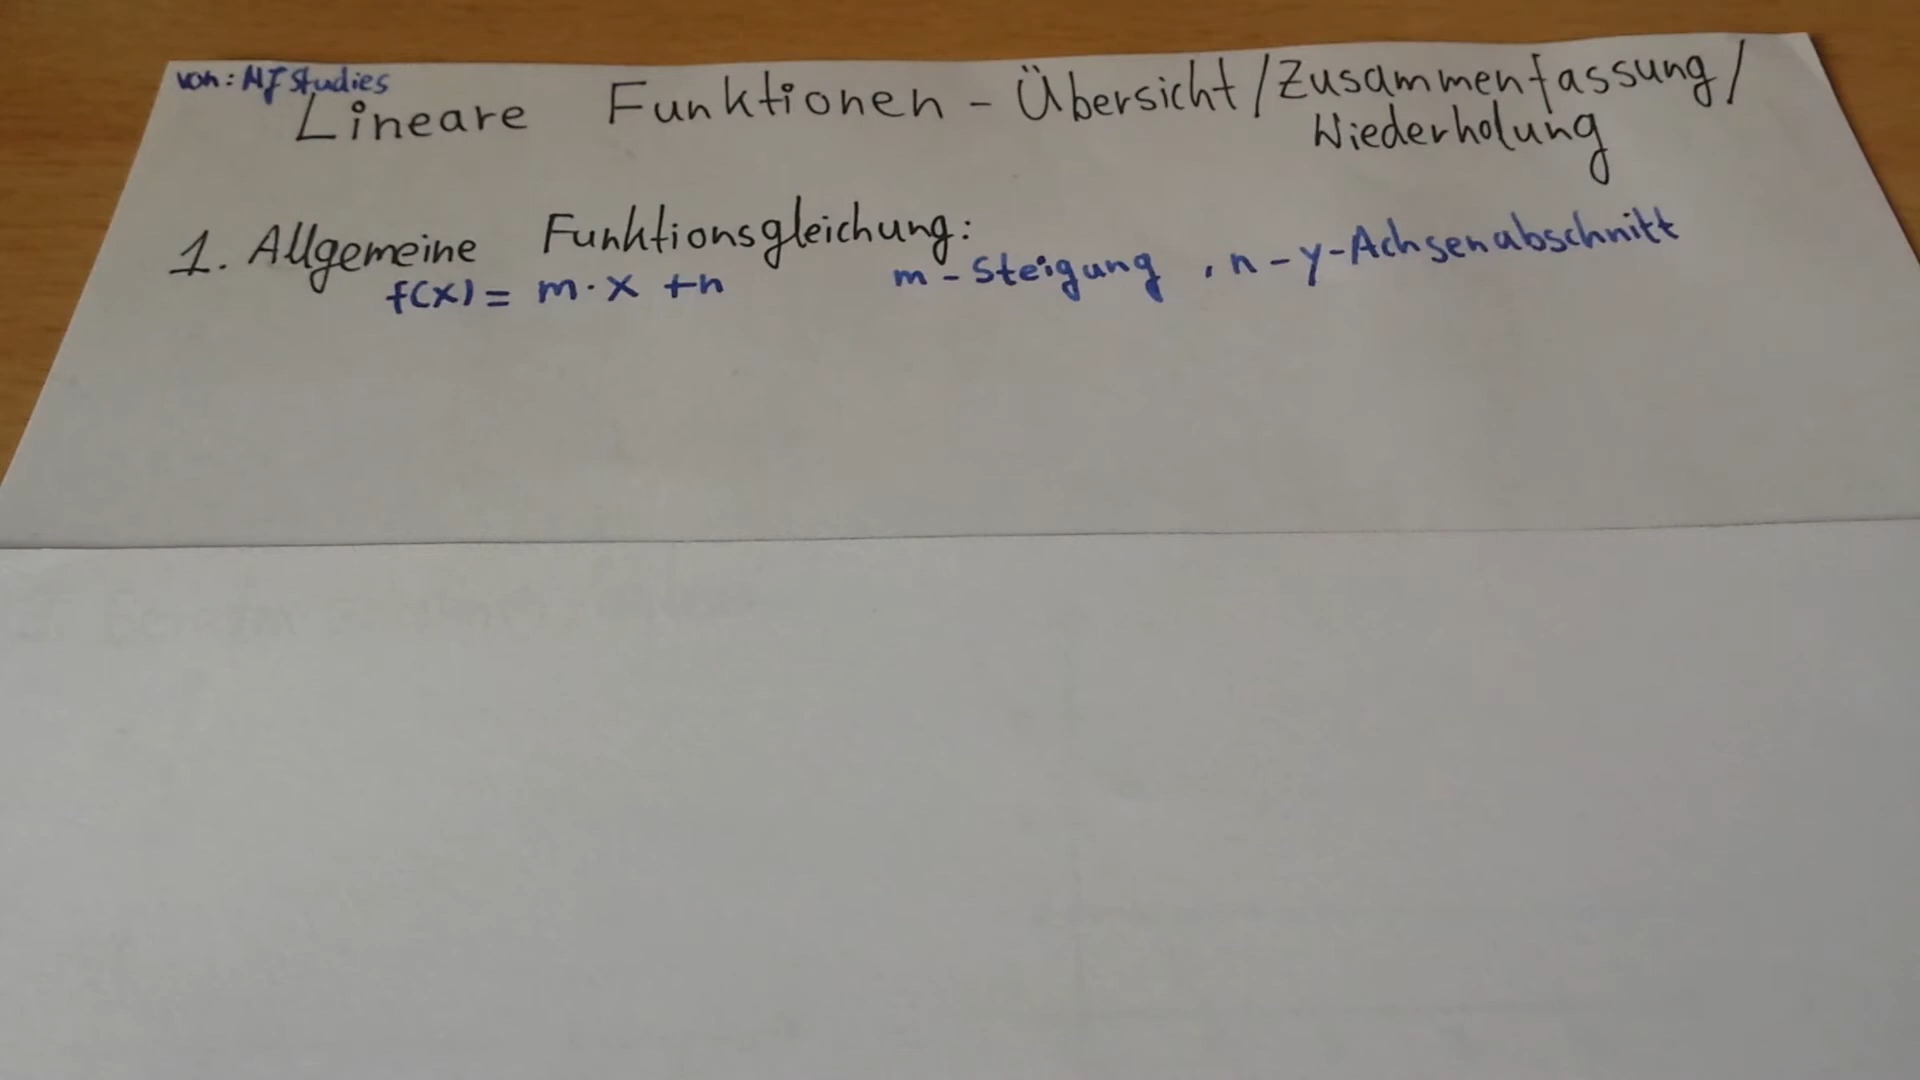 von: MJ Studies
Lineare Funktionen - Übersicht/Zusammenfassung/
Wiederholung
1. Allgemeine Funktionsgleichung:
f(x) = m·x +n m - Steigung , n - y-Achsenabschnitt